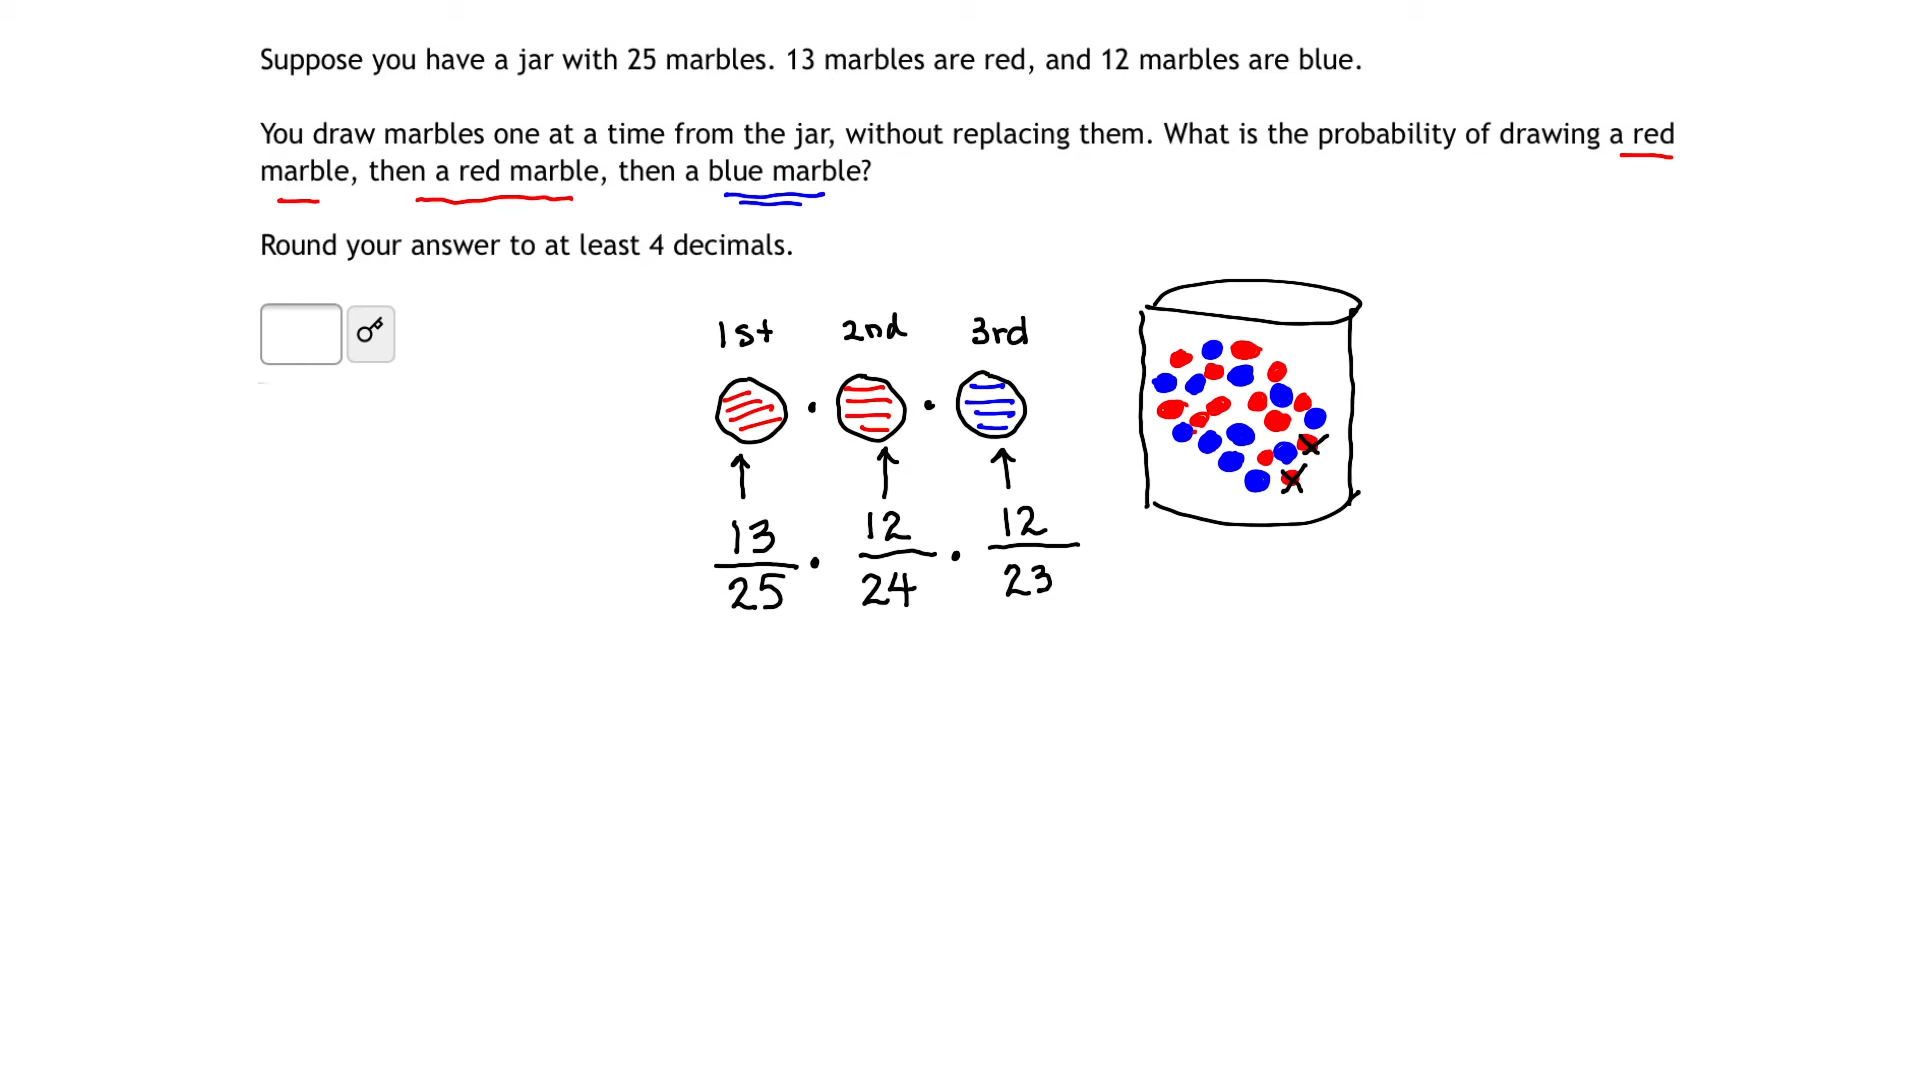 Suppose you have a jar with 25 marbles. 13 marbles are red, and 12 marbles are blue.
You draw marbles one at a time from the jar, without replacing them. What is the probability of drawing a red
marble, then a red marble, then a blue marble?
Round your answer to at least 4 decimals.
1st 2nd 3rd
13/25 · 12/24 · 12/23